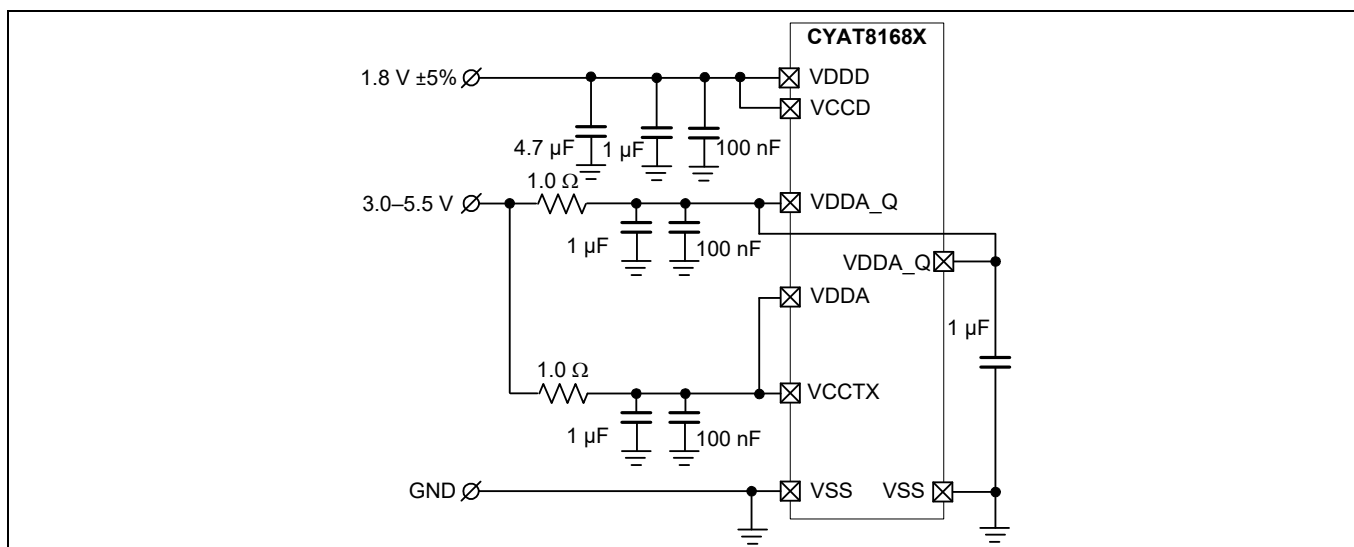 CYAT8168X
1.8 V ±5%
VDDD
VCCD
4.7 µF
1 µF
100 nF
1.0 Ω
3.0–5.5 V
VDDA_Q
1 µF
100 nF
VDDA_Q
VDDA
1 µF
1.0 Ω
VCCTX
1 µF
100 nF
GND
VSS
VSS